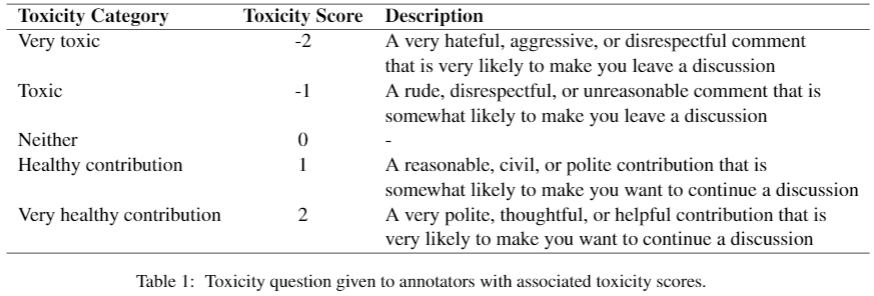 Toxicity Category Toxicity Score Description
Very toxic -2 A very hateful, aggressive, or disrespectful comment
that is very likely to make you leave a discussion
Toxic -1 A rude, disrespectful, or unreasonable comment that is
somewhat likely to make you leave a discussion
Neither 0 -
Healthy contribution 1 A reasonable, civil, or polite contribution that is
somewhat likely to make you want to continue a discussion
Very healthy contribution 2 A very polite, thoughtful, or helpful contribution that is
very likely to make you want to continue a discussion
Table 1: Toxicity question given to annotators with associated toxicity scores.